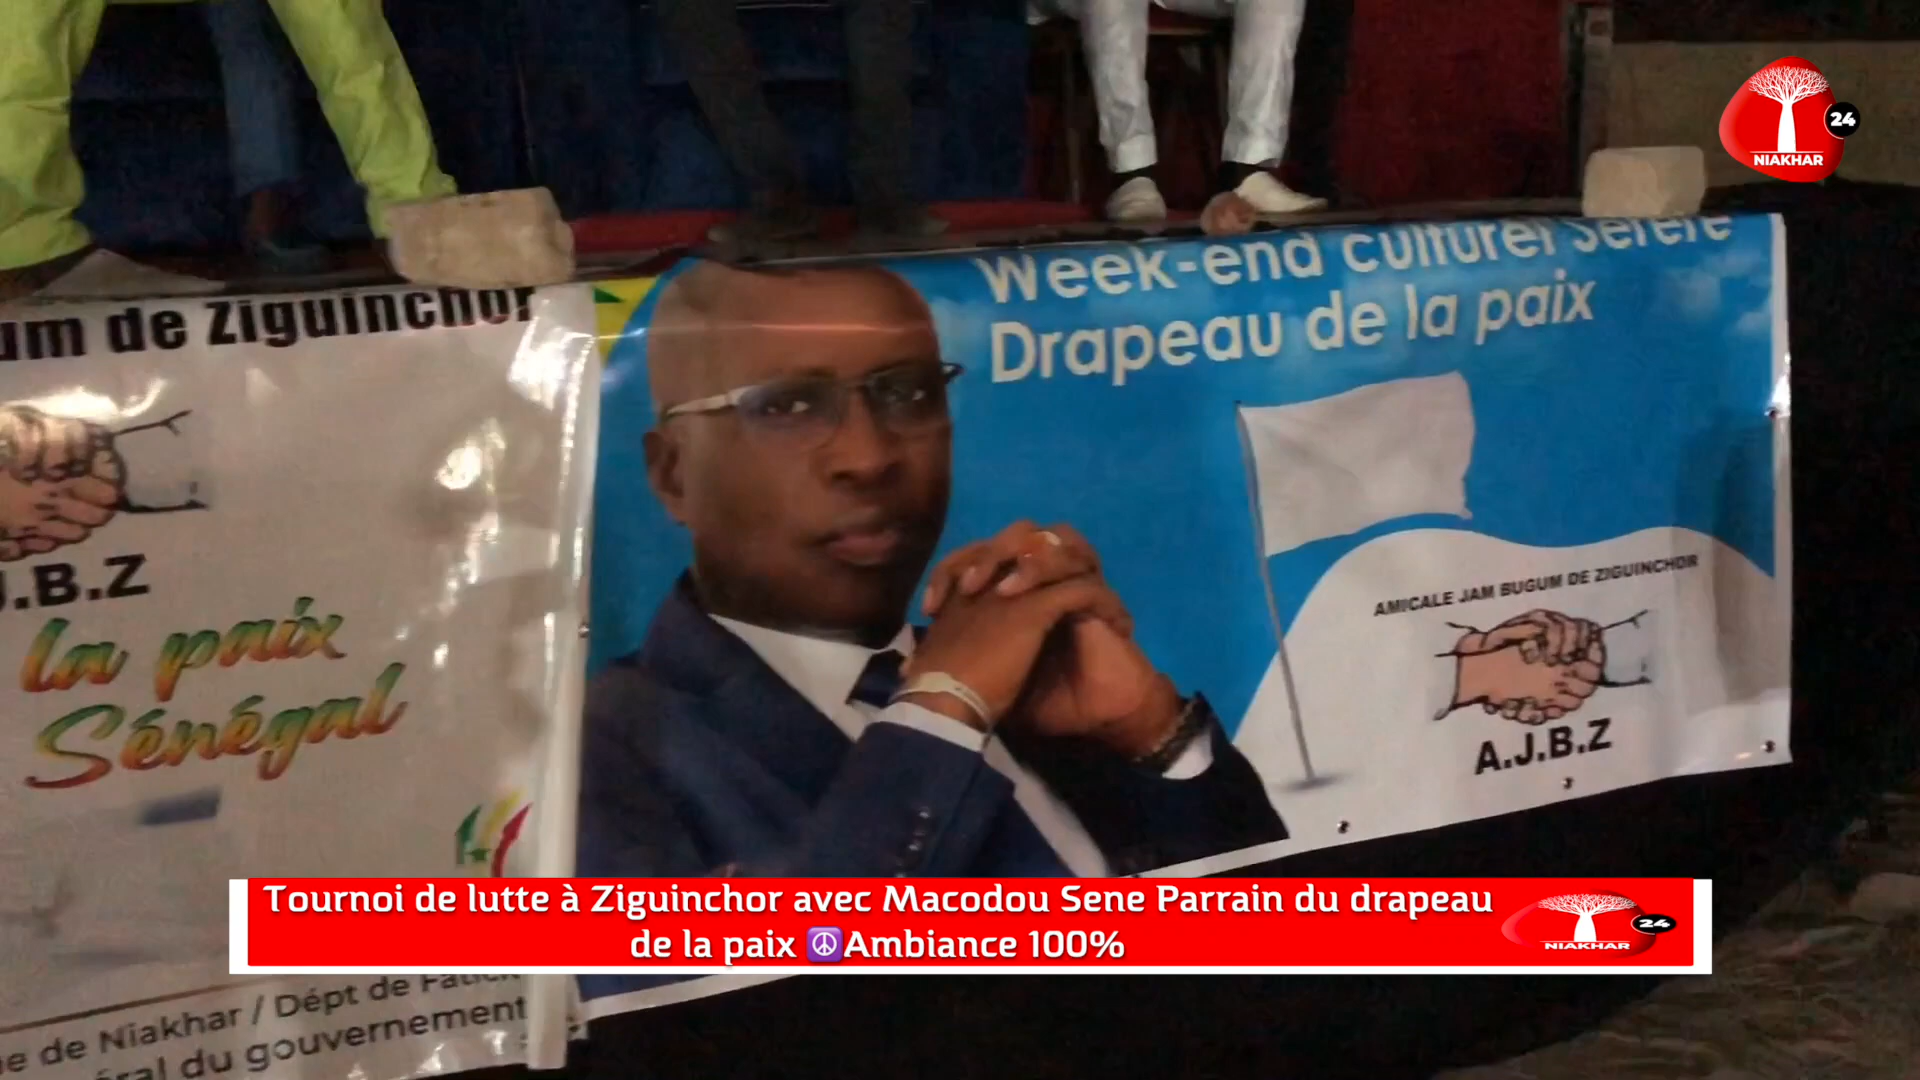 24
NIAKHAR
Week-end culturel Sérère
Drapeau de la paix
de Ziguinchor
J.B.Z
la paix
Sénégal
AMICALE JAM BUGUM DE ZIGUINCHOR
A.J.B.Z
Tournoi de lutte à Ziguinchor avec Macodou Sene Parrain du drapeau
de la paix ☮Ambiance 100%
24
NIAKHAR
de Niakhar / Dépt de Fatick
du gouvernement